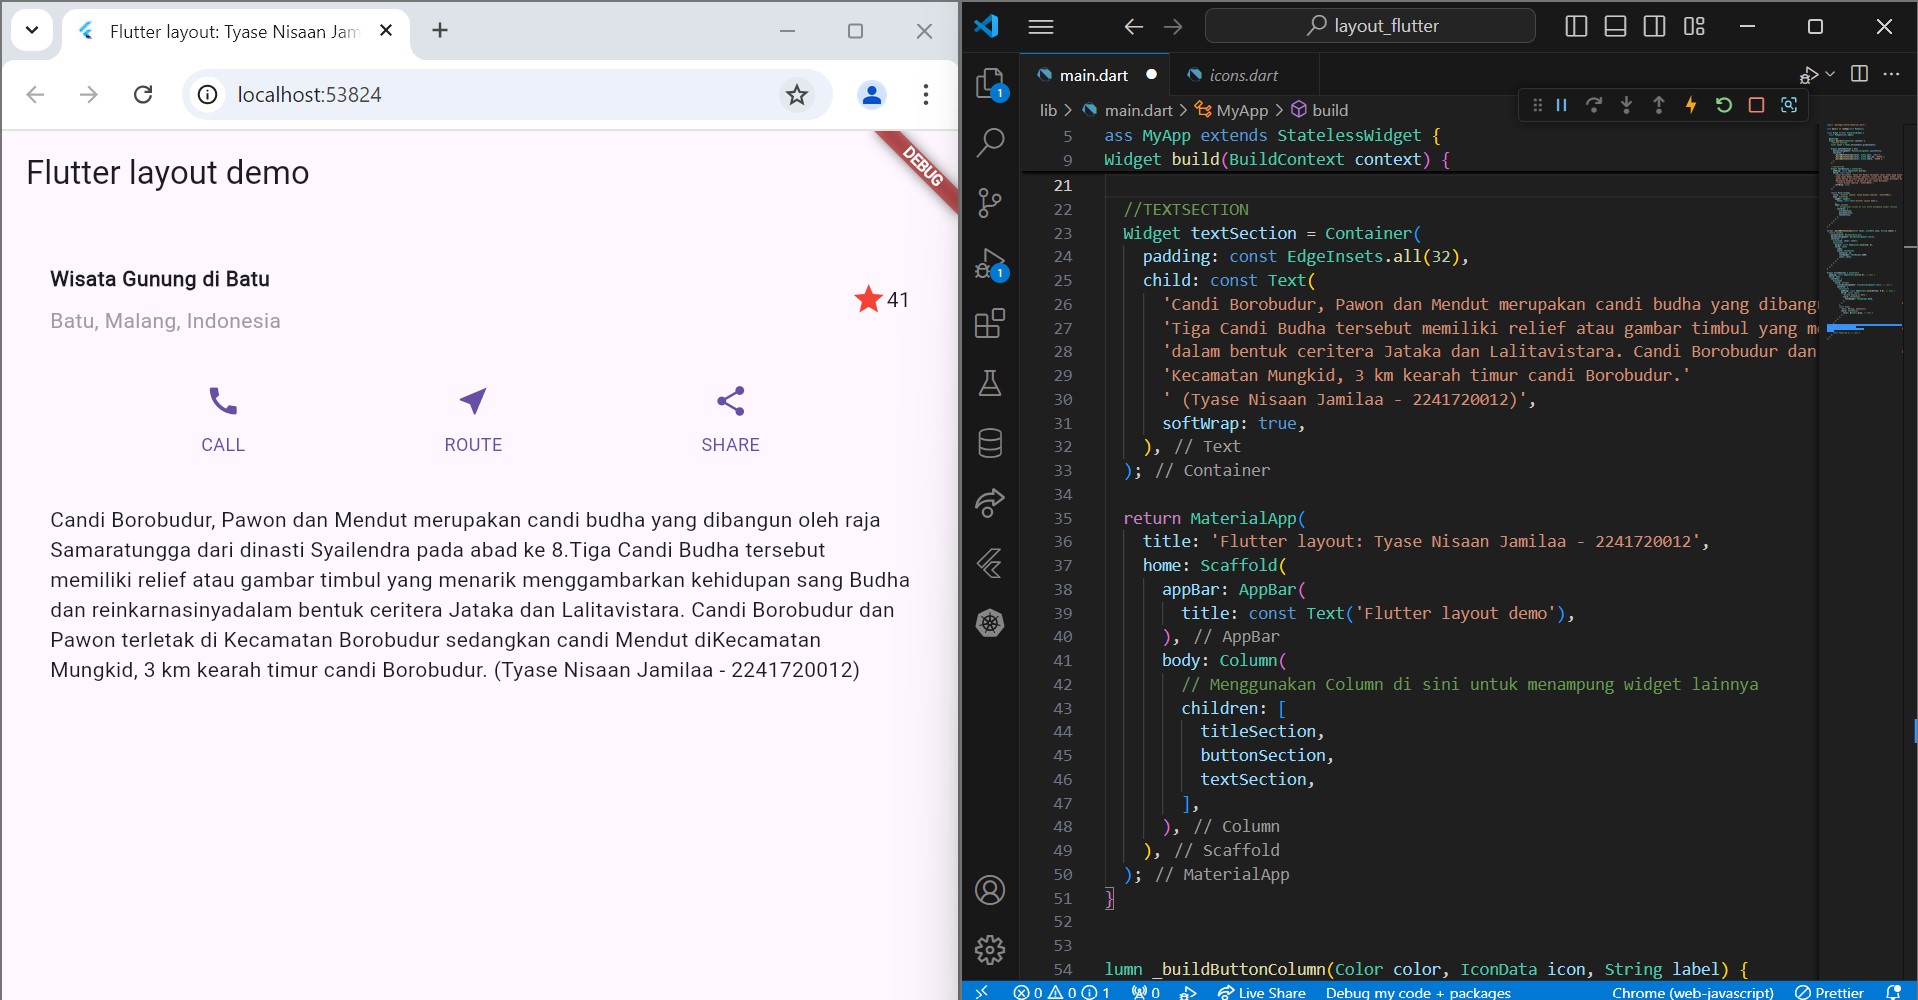 Flutter layout: Tyase Nisaan Jam
localhost:53824
Flutter layout demo
DEBUG
Wisata Gunung di Batu
Batu, Malang, Indonesia
41
CALL ROUTE SHARE
Candi Borobudur, Pawon dan Mendut merupakan candi budha yang dibangun oleh raja
Samaratungga dari dinasti Syailendra pada abad ke 8.Tiga Candi Budha tersebut
memiliki relief atau gambar timbul yang menarik menggambarkan kehidupan sang Budha
dan reinkarnasinyadalam bentuk ceritera Jataka dan Lalitavistara. Candi Borobudur dan
Pawon terletak di Kecamatan Borobudur sedangkan candi Mendut diKecamatan
Mungkid, 3 km kearah timur candi Borobudur. (Tyase Nisaan Jamilaa - 2241720012)
layout_flutter
main.dart icons.dart
1
lib > main.dart > MyApp > build
1
5 ass MyApp extends StatelessWidget {
9 Widget build(BuildContext context) {
21
22 //TEXTSECTION
23 Widget textSection = Container(
24 padding: const EdgeInsets.all(32),
25 child: const Text(
26 'Candi Borobudur, Pawon dan Mendut merupakan candi budha yang dibang
27 'Tiga Candi Budha tersebut memiliki relief atau gambar timbul yang m
28 'dalam bentuk ceritera Jataka dan Lalitavistara. Candi Borobudur dan
29 'Kecamatan Mungkid, 3 km kearah timur candi Borobudur.'
30 ' (Tyase Nisaan Jamilaa - 2241720012)',
31 softWrap: true,
32 ), // Text
33 ); // Container
34
35 return MaterialApp(
36 title: 'Flutter layout: Tyase Nisaan Jamilaa - 2241720012',
37 home: Scaffold(
38 appBar: AppBar(
39 title: const Text('Flutter layout demo'),
40 ), // AppBar
41 body: Column(
42 // Menggunakan Column di sini untuk menampung widget lainnya
43 children: [
44 titleSection,
45 buttonSection,
46 textSection,
47 ],
48 ), // Column
49 ), // Scaffold
50 ); // MaterialApp
51 }
52
53
54 lumn _buildButtonColumn(Color color, IconData icon, String label) {
0 0 1 0 Live Share Debug my code + packages Chrome (web-javascript) Prettier